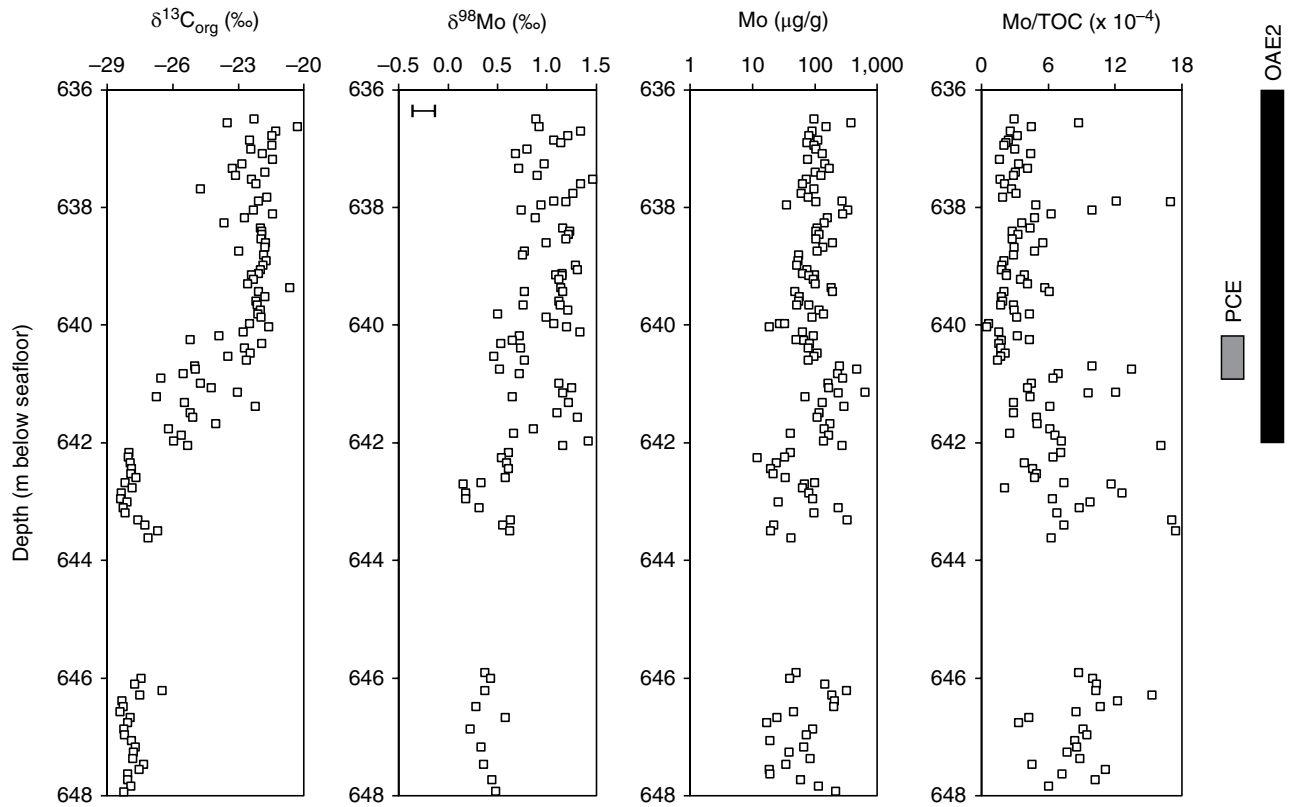 δ13Corg (‰)
δ98Mo (‰)
Mo (μg/g)
Mo/TOC (x 10−4)
−29 −26 −23 −20
−0.5 0.0 0.5 1.0 1.5
1 10 100 1,000
0 6 12 18
636 636 636 636
638 638 638 638
640 640 640 640
642 642 642 642
644 644 644 644
646 646 646 646
648 648 648 648
Depth (m below seafloor)
PCE
OAE2